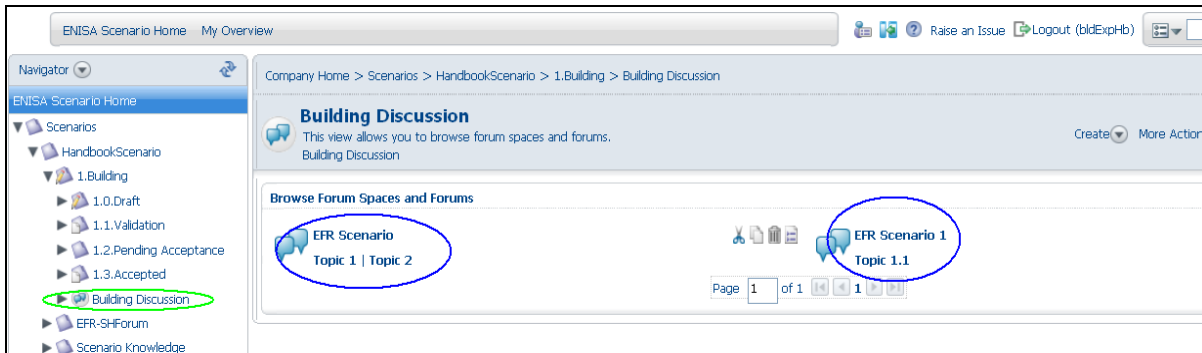 ENISA Scenario Home My Overview
Raise an Issue Logout (bldExpHb)
Navigator
ENISA Scenario Home
Scenarios
HandbookScenario
1.Building
1.0.Draft
1.1.Validation
1.2.Pending Acceptance
1.3.Accepted
Building Discussion
EFR-SHForum
Scenario Knowledge
Company Home > Scenarios > HandbookScenario > 1.Building > Building Discussion
Building Discussion
This view allows you to browse forum spaces and forums.
Building Discussion
Create More Action
Browse Forum Spaces and Forums
EFR Scenario
Topic 1 | Topic 2
EFR Scenario 1
Topic 1.1
Page 1 of 1 1